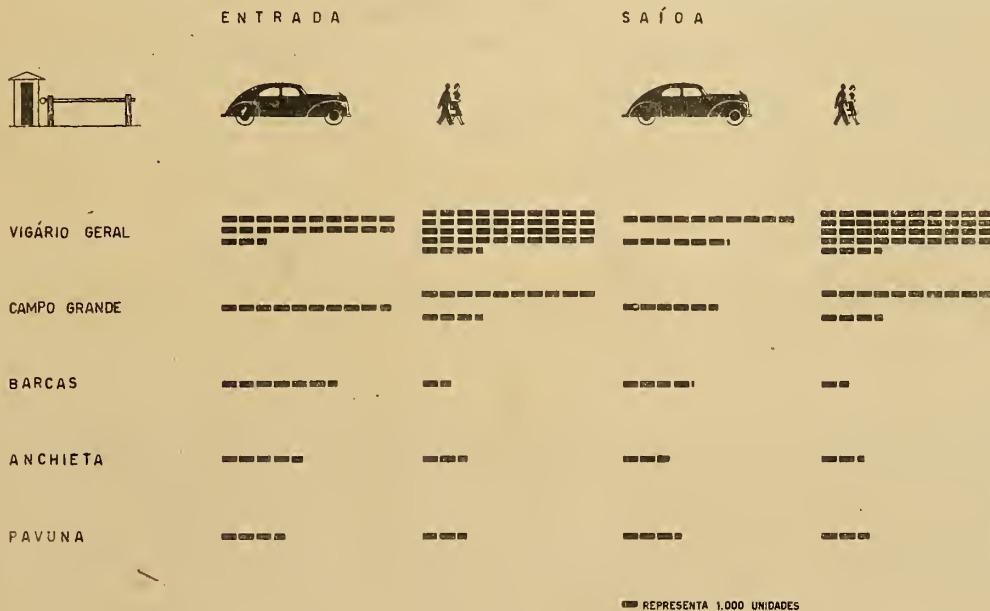 ENTRADA SAÍOA
VIGÁRIO GERAL
CAMPO GRANDE
BARCAS
ANCHIETA
PAVUNA
REPRESENTA 1.000 UNIDADES